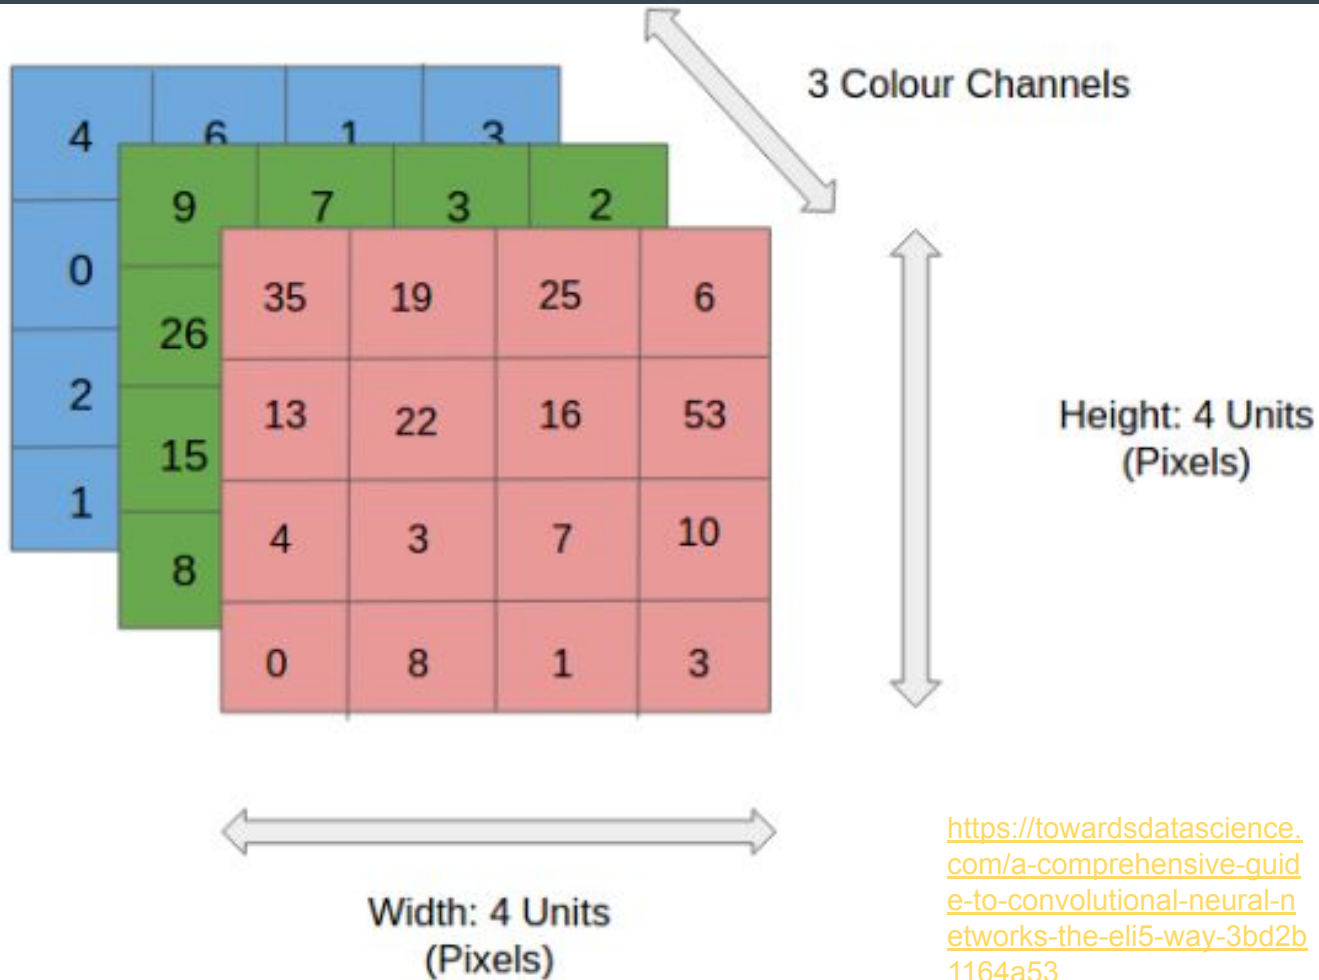 3 Colour Channels
4 6 1 3
9 7 3 2
0
35 19 25 6
26
13 22 16 53
2
Height: 4 Units
(Pixels)
15
1
4 3 7 10
8
0 8 1 3
Width: 4 Units
(Pixels)
https://towardsdatascience.
com/a-comprehensive-guid
e-to-convolutional-neural-n
etworks-the-eli5-way-3bd2b
1164a53